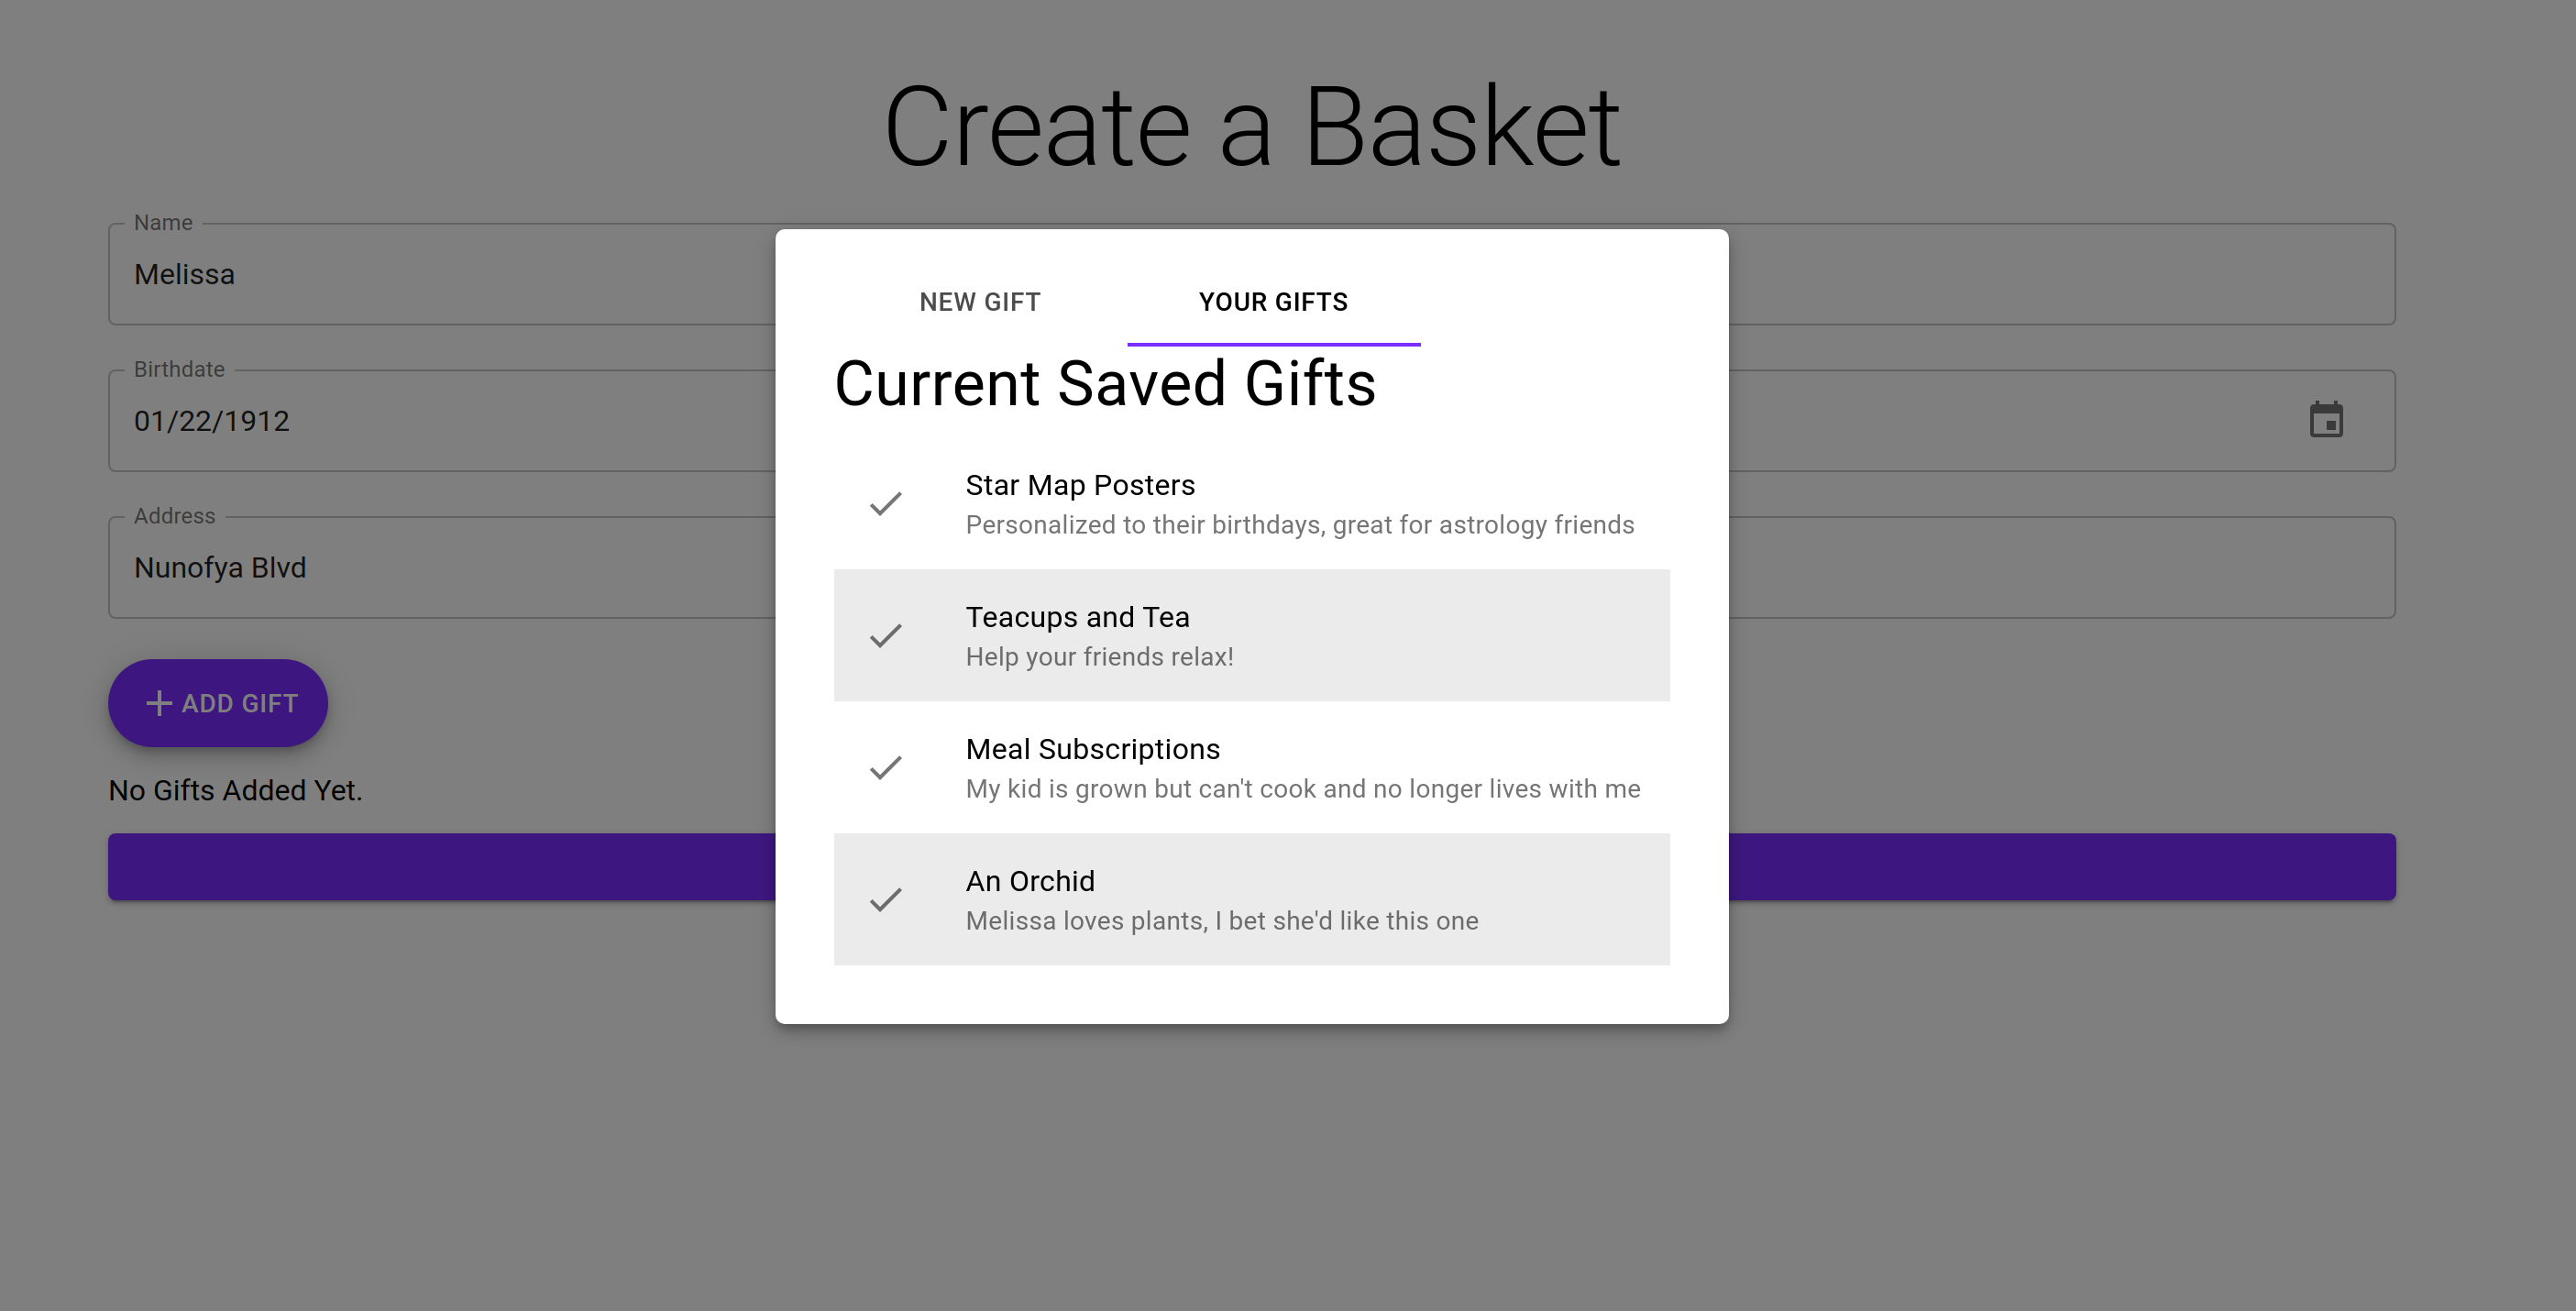 Create a Basket
Name
Melissa
Birthdate
01/22/1912
Address
Nunofya Blvd
ADD GIFT
No Gifts Added Yet.
NEW GIFT YOUR GIFTS
Current Saved Gifts
Star Map Posters
Personalized to their birthdays, great for astrology friends
Teacups and Tea
Help your friends relax!
Meal Subscriptions
My kid is grown but can't cook and no longer lives with me
An Orchid
Melissa loves plants, I bet she'd like this one